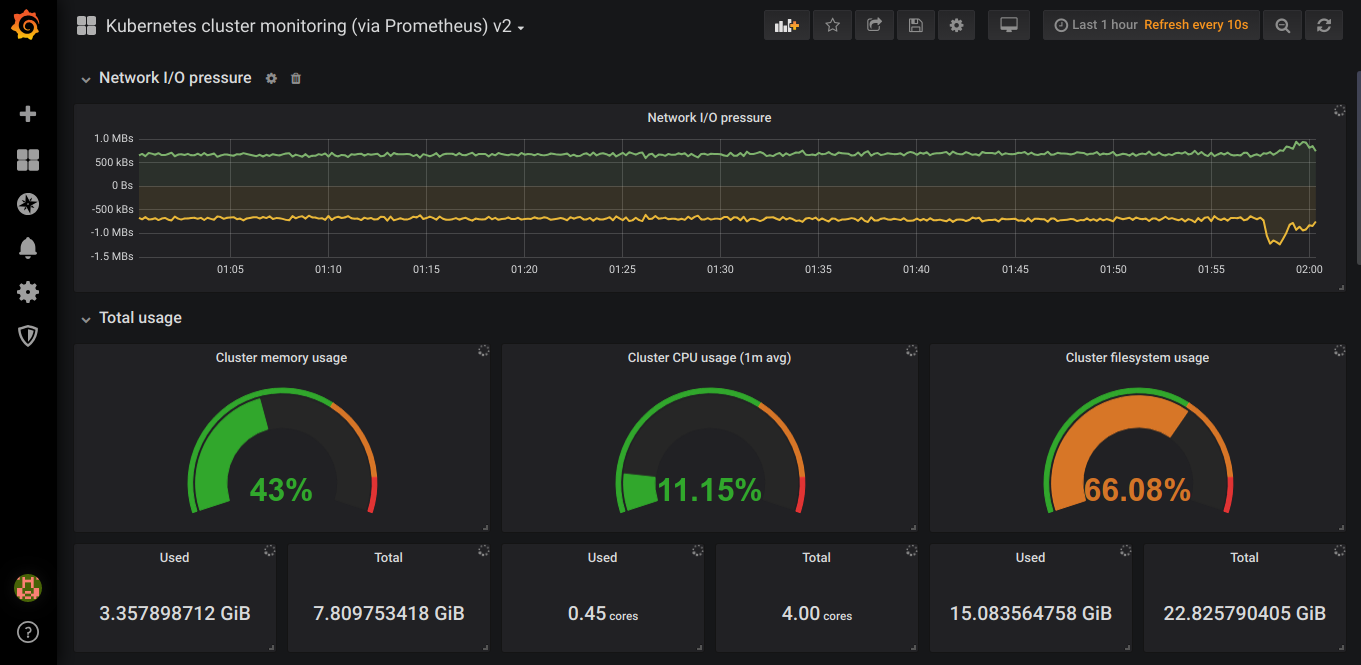 Kubernetes cluster monitoring (via Prometheus) v2
Last 1 hour Refresh every 10s
Network I/O pressure
Network I/O pressure
1.0 MBs
500 kBs
0 Bs
-500 kBs
-1.0 MBs
-1.5 MBs
01:05 01:10 01:15 01:20 01:25 01:30 01:35 01:40 01:45 01:50 01:55 02:00
Total usage
Cluster memory usage
43%
Cluster CPU usage (1m avg)
11.15%
Cluster filesystem usage
66.08%
Used
3.357898712 GiB
Total
7.809753418 GiB
Used
0.45 cores
Total
4.00 cores
Used
15.083564758 GiB
Total
22.825790405 GiB
?